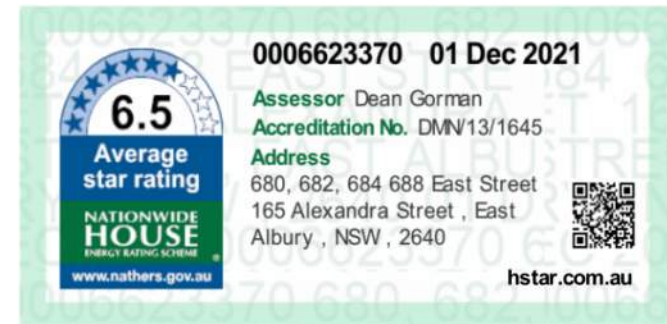 0006623370 01 Dec 2021
6.5
Average
star rating
NATIONWIDE
HOUSE
ENERGY RATING SCHEME
www.nathers.gov.au
Assessor Dean Gorman
Accreditation No. DMN/13/1645
Address
680, 682, 684 688 East Street
165 Alexandra Street , East
Albury , NSW , 2640
hstar.com.au